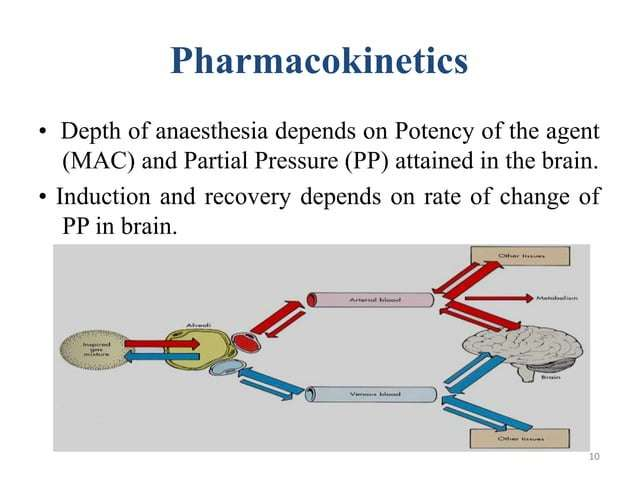 Pharmacokinetics
• Depth of anaesthesia depends on Potency of the agent
(MAC) and Partial Pressure (PP) attained in the brain.
• Induction and recovery depends on rate of change of
PP in brain.
Other tissues
Arterial blood
Metabolism
Alveoli
Inspired
gas
mixture
Brain
Venous blood
Other tissues
10